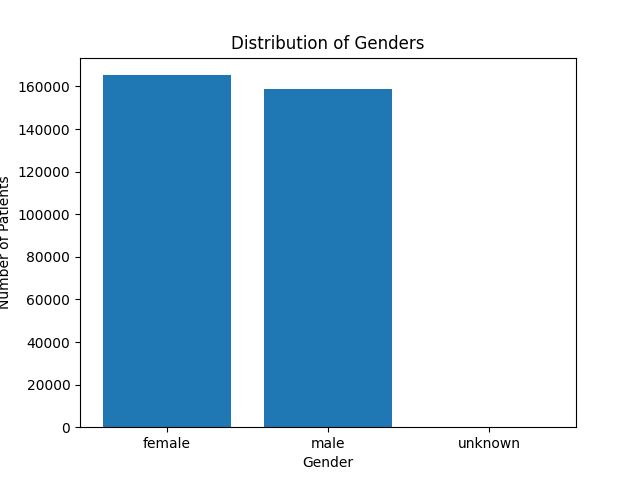 Distribution of Genders
160000
140000
120000
100000
80000
60000
40000
20000
0
Number of Patients
female
male
unknown
Gender